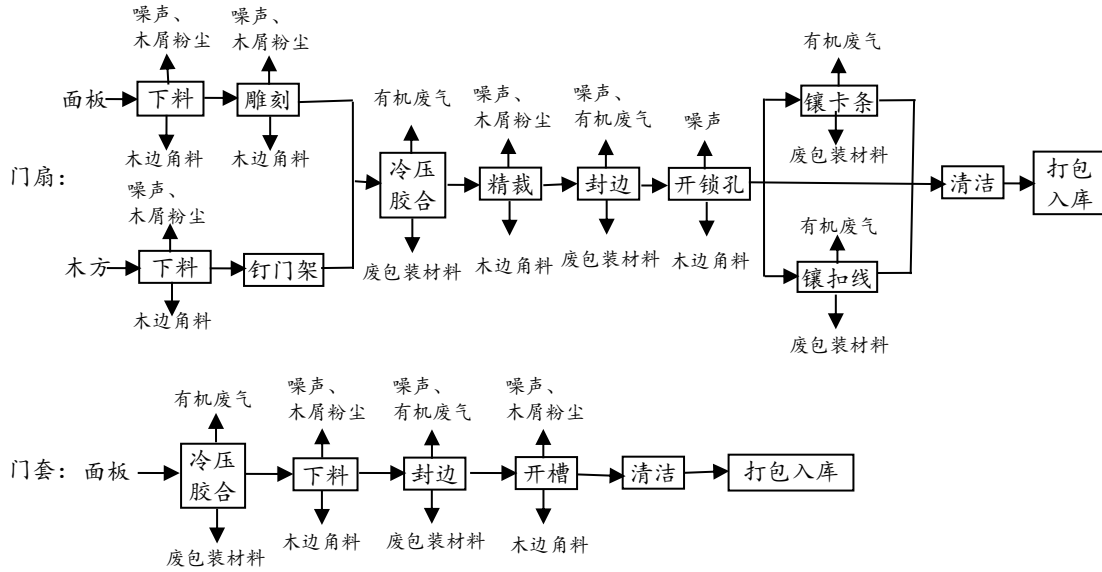 噪声、
木屑粉尘
噪声、
木屑粉尘
面板
下料
雕刻
木边角料
木边角料
门扇：
噪声、
木屑粉尘
木方
下料
钉门架
木边角料
有机废气
冷压
胶合
废包装材料
噪声、
木屑粉尘
精裁
木边角料
噪声、
有机废气
封边
废包装材料
噪声
开锁孔
木边角料
有机废气
镶卡条
废包装材料
有机废气
镶扣线
废包装材料
清洁
打包
入库
门套：
面板
有机废气
冷压
胶合
废包装材料
噪声、
木屑粉尘
下料
木边角料
噪声、
有机废气
封边
废包装材料
噪声、
木屑粉尘
开槽
木边角料
清洁
打包入库